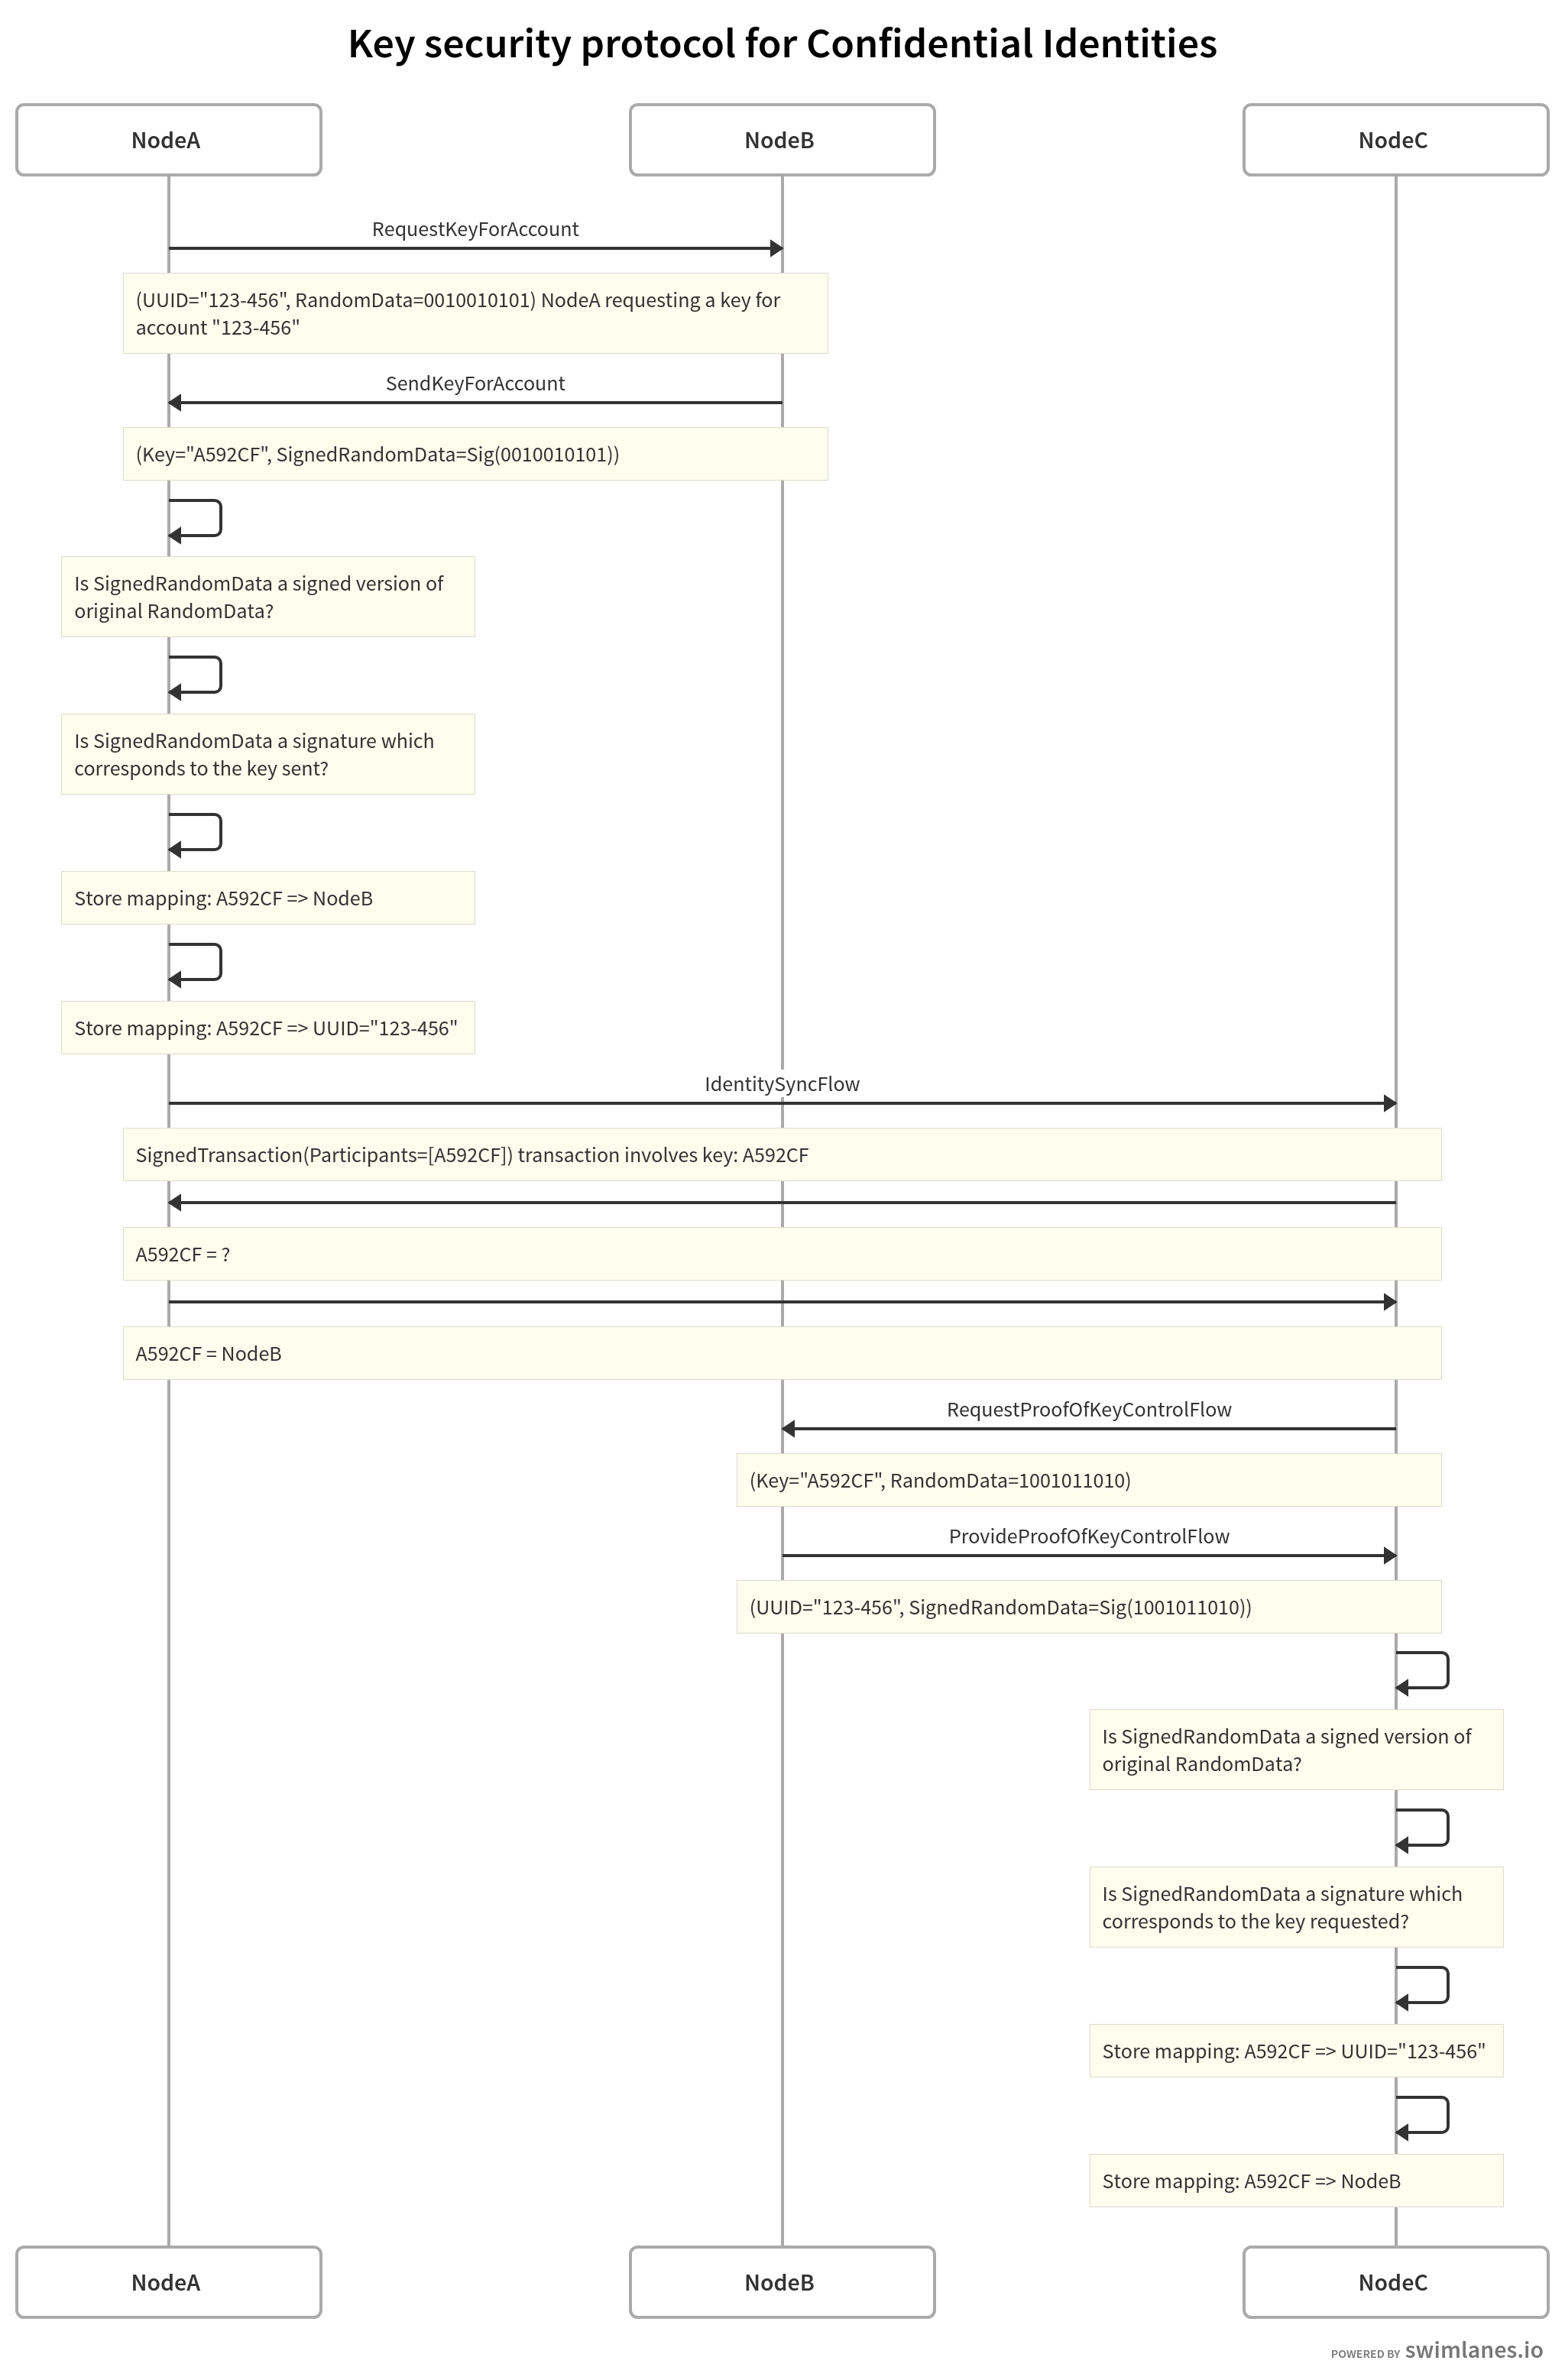 Key security protocol for Confidential Identities
NodeA
NodeB
NodeC
RequestKeyForAccount
(UUID="123-456", RandomData=0010010101) NodeA requesting a key for
account "123-456"
SendKeyForAccount
(Key="A592CF", SignedRandomData=Sig(0010010101))
Is SignedRandomData a signed version of
original RandomData?
Is SignedRandomData a signature which
corresponds to the key sent?
Store mapping: A592CF => NodeB
Store mapping: A592CF => UUID="123-456"
IdentitySyncFlow
SignedTransaction(Participants=[A592CF]) transaction involves key: A592CF
A592CF = ?
A592CF = NodeB
RequestProofOfKeyControlFlow
(Key="A592CF", RandomData=1001011010)
ProvideProofOfKeyControlFlow
(UUID="123-456", SignedRandomData=Sig(1001011010))
Is SignedRandomData a signed version of
original RandomData?
Is SignedRandomData a signature which
corresponds to the key requested?
Store mapping: A592CF => UUID="123-456"
Store mapping: A592CF => NodeB
NodeA
NodeB
NodeC
POWERED BY swimlanes.io